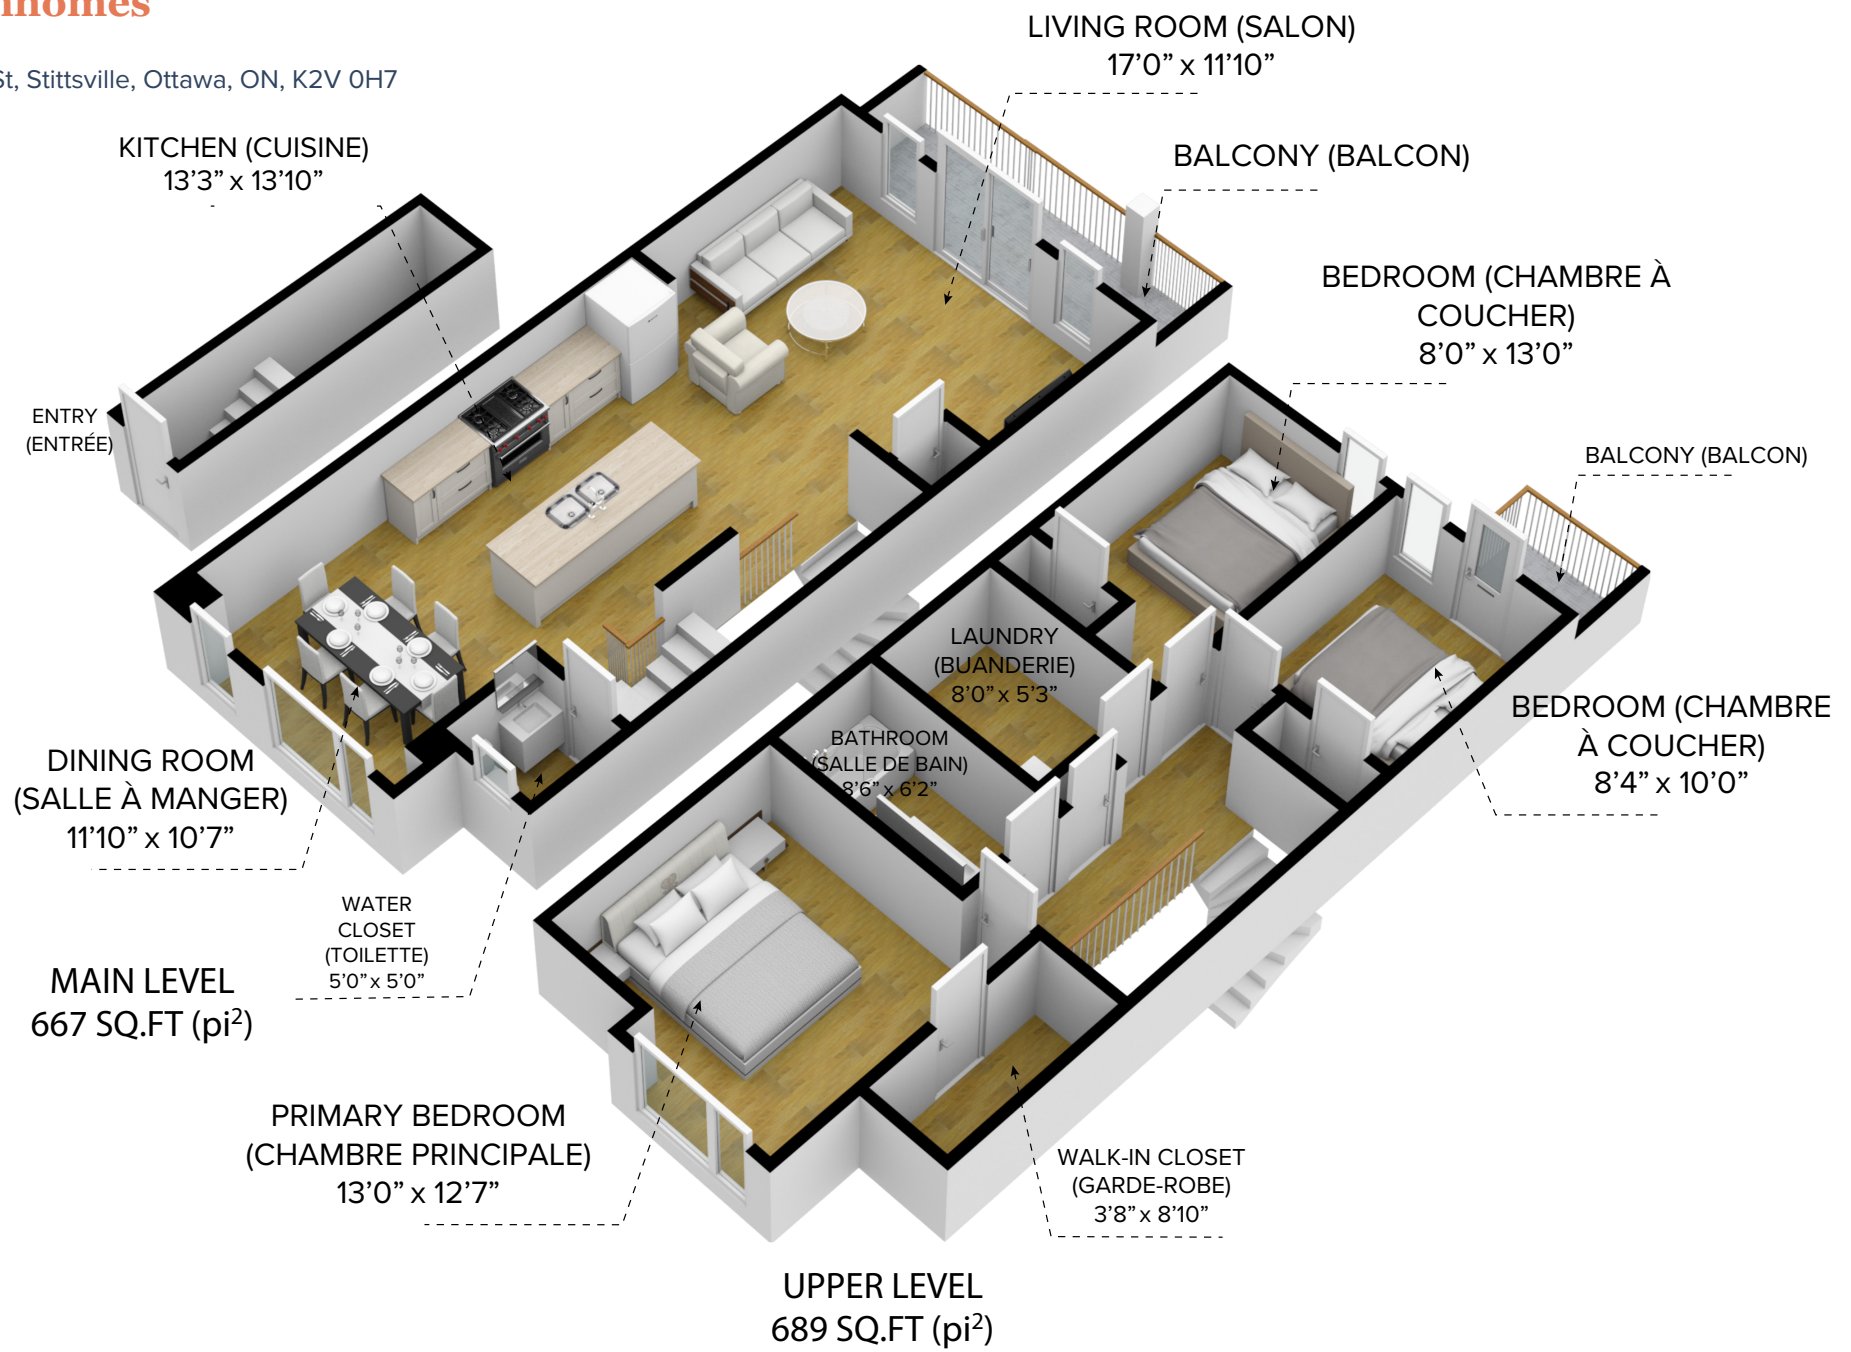 St, Stittsville, Ottawa, ON, K2V 0H7
LIVING ROOM (SALON)
17'0” x 11'10”
KITCHEN (CUISINE)
13'3” x 13'10”
BALCONY (BALCON)
BEDROOM (CHAMBRE À
COUCHER)
8'0” x 13'0”
ENTRY
(ENTRÉE)
BALCONY (BALCON)
LAUNDRY
(BUANDERIE)
8'0” x 5'3”
BEDROOM (CHAMBRE
À COUCHER)
8'4” x 10'0”
BATHROOM
(SALLE DE BAIN)
8'6” x 6'2”
DINING ROOM
(SALLE À MANGER)
11'10” x 10'7”
WATER
CLOSET
(TOILETTE)
5'0” x 5'0”
MAIN LEVEL
667 SQ.FT (pi²)
PRIMARY BEDROOM
(CHAMBRE PRINCIPALE)
13'0” x 12'7”
WALK-IN CLOSET
(GARDE-ROBE)
3'8” x 8'10”
UPPER LEVEL
689 SQ.FT (pi²)